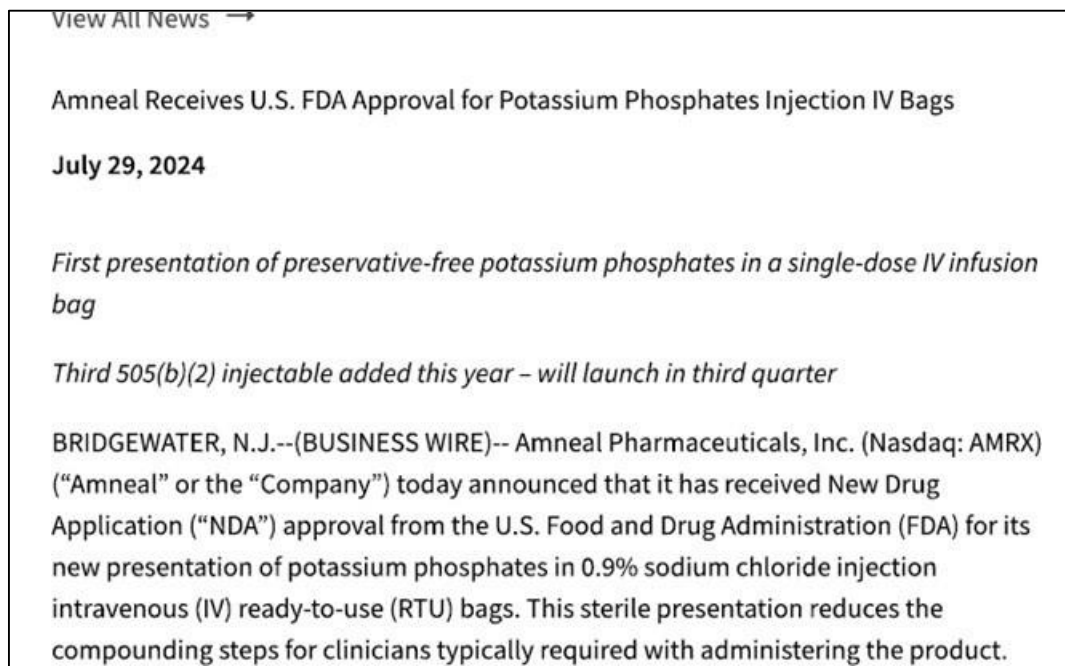 View All News →
Amneal Receives U.S. FDA Approval for Potassium Phosphates Injection IV Bags
July 29, 2024
First presentation of preservative-free potassium phosphates in a single-dose IV infusion
bag
Third 505(b)(2) injectable added this year – will launch in third quarter
BRIDGEWATER, N.J.--(BUSINESS WIRE)-- Amneal Pharmaceuticals, Inc. (Nasdaq: AMRX)
(“Amneal” or the “Company”) today announced that it has received New Drug
Application (“NDA”) approval from the U.S. Food and Drug Administration (FDA) for its
new presentation of potassium phosphates in 0.9% sodium chloride injection
intravenous (IV) ready-to-use (RTU) bags. This sterile presentation reduces the
compounding steps for clinicians typically required with administering the product.